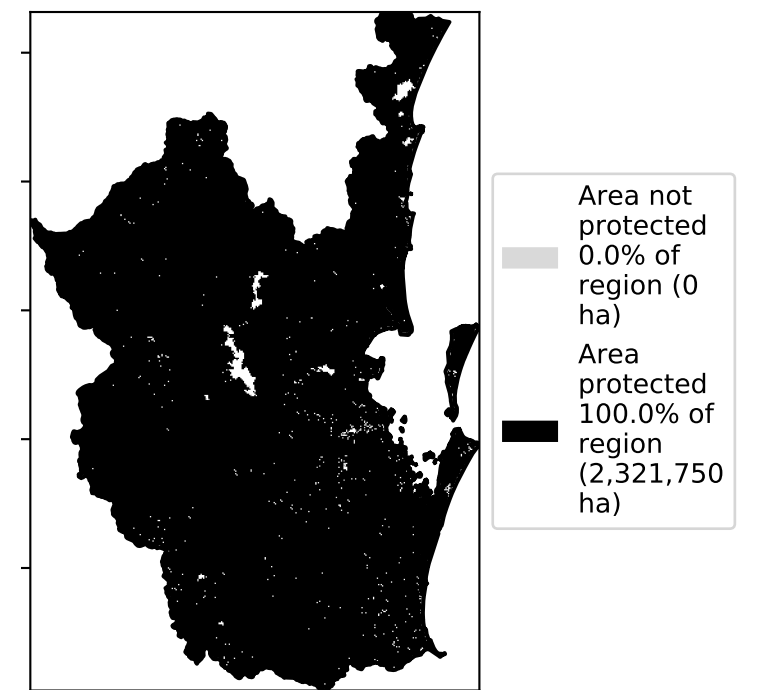 Area not
protected
0.0% of
region (0
ha)
Area
protected
100.0% of
region
(2,321,750
ha)